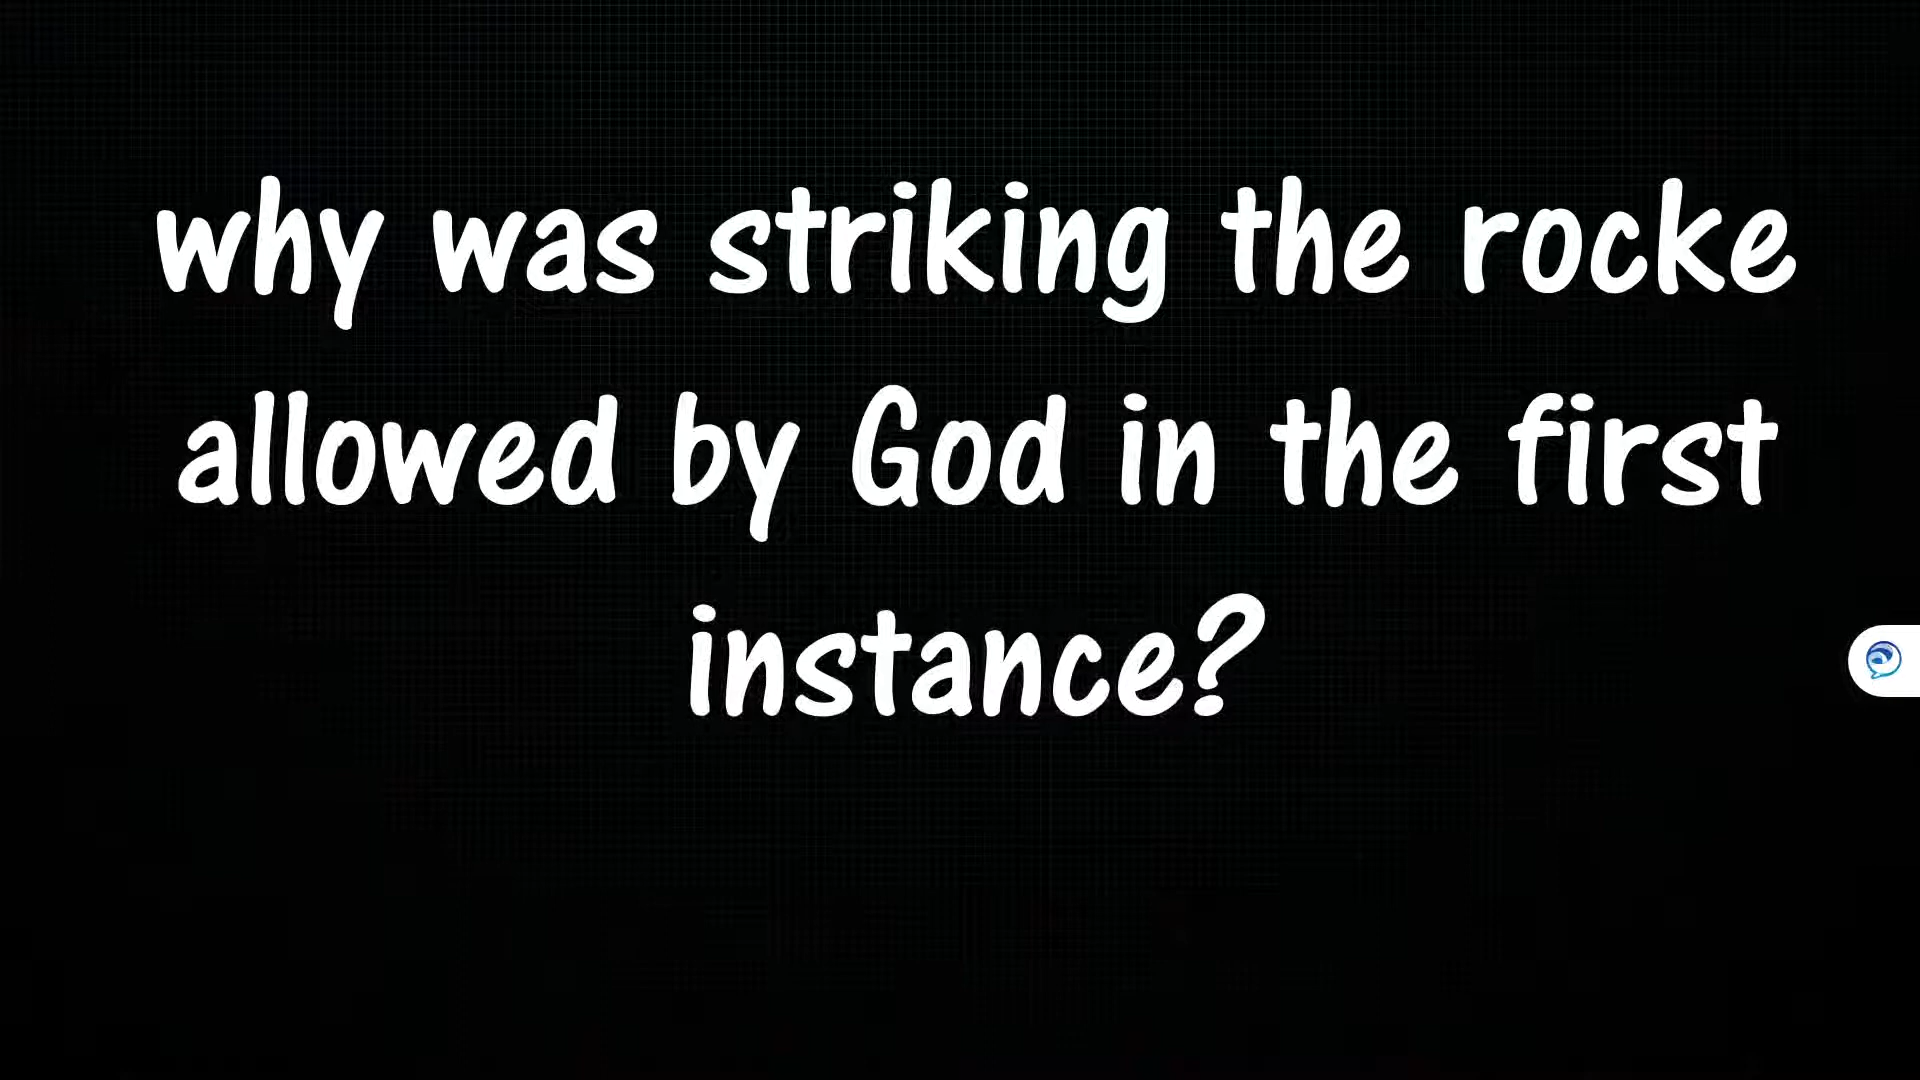 why was striking the rocke
allowed by God in the first
instance?